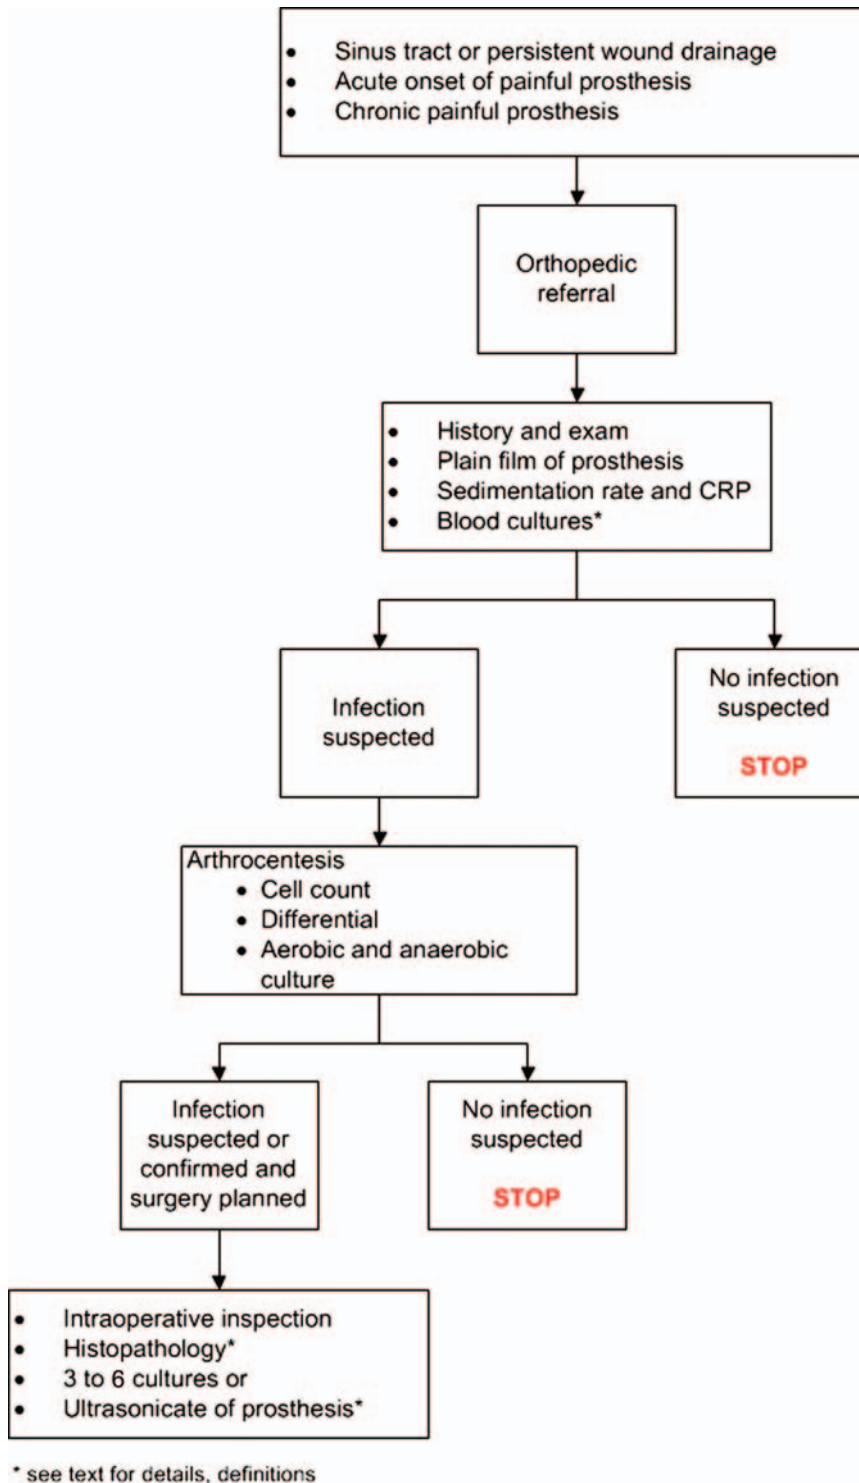 • Sinus tract or persistent wound drainage
• Acute onset of painful prosthesis
• Chronic painful prosthesis
Orthopedic
referral
• History and exam
• Plain film of prosthesis
• Sedimentation rate and CRP
• Blood cultures*
Infection
suspected
No infection
suspected
STOP
Arthrocentesis
• Cell count
• Differential
• Aerobic and anaerobic
culture
Infection
suspected or
confirmed and
surgery planned
No infection
suspected
STOP
• Intraoperative inspection
• Histopathology*
• 3 to 6 cultures or
• Ultrasonicate of prosthesis*
* see text for details, definitions